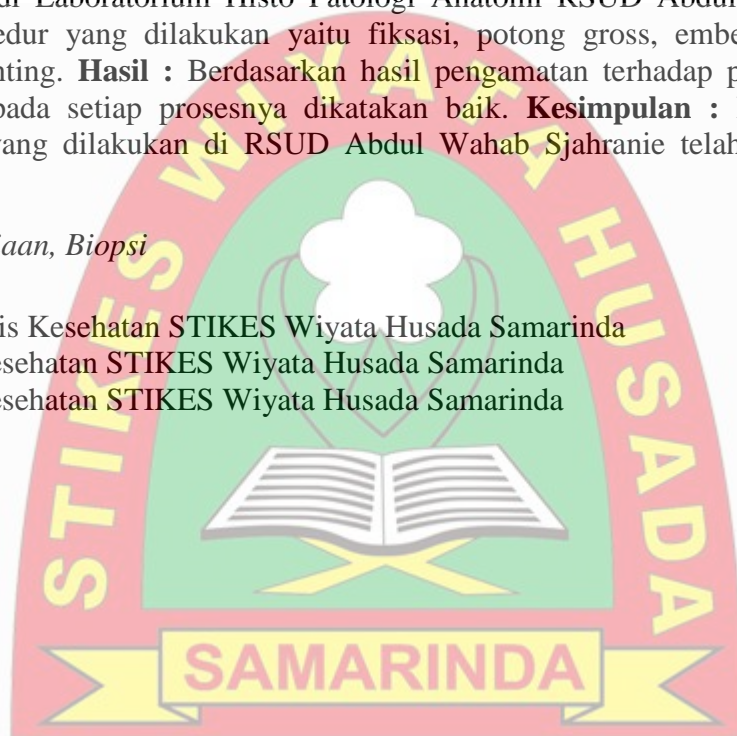 di Laboratorium Histo Patologi Anatomi RSUD Abdul
edur yang dilakukan yaitu fiksasi, potong gross, embe
nting. Hasil : Berdasarkan hasil pengamatan terhadap p
pada setiap prosesnya dikatakan baik. Kesimpulan :
yang dilakukan di RSUD Abdul Wahab Sjahranie telah
jaan, Biopsi
is Kesehatan STIKES Wiyata Husada Samarinda
esehatan STIKES Wiyata Husada Samarinda
esehatan STIKES Wiyata Husada Samarinda
STIKES WIYATA HUSADA
SAMARINDA